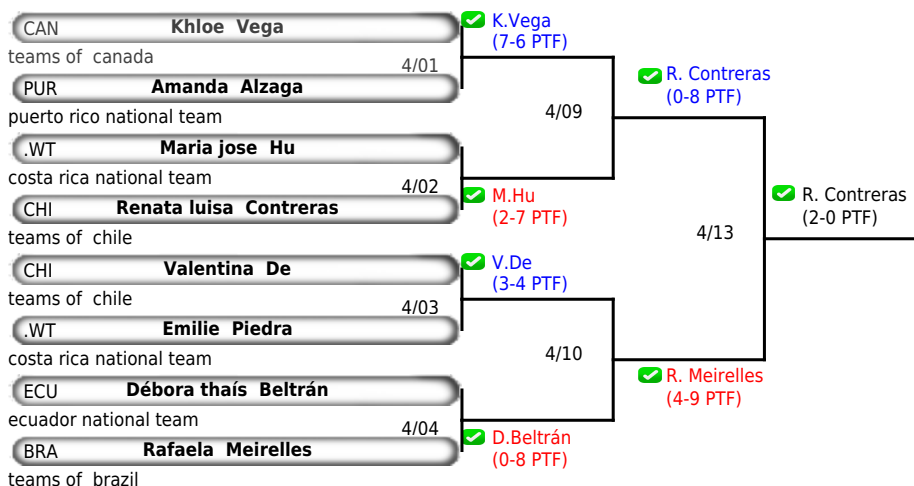 CAN Khloe Vega
teams of canada
4/01
PUR Amanda Alzaga
puerto rico national team
.WT Maria jose Hu
costa rica national team
4/02
CHI Renata luisa Contreras
teams of chile
CHI Valentina De
teams of chile
4/03
.WT Emilie Piedra
costa rica national team
ECU Débora thaís Beltrán
ecuador national team
4/04
BRA Rafaela Meirelles
teams of brazil
K.Vega
(7-6 PTF)
4/09
M.Hu
(2-7 PTF)
V.De
(3-4 PTF)
4/10
D.Beltrán
(0-8 PTF)
R. Contreras
(0-8 PTF)
4/13
R. Meirelles
(4-9 PTF)
R. Contreras
(2-0 PTF)